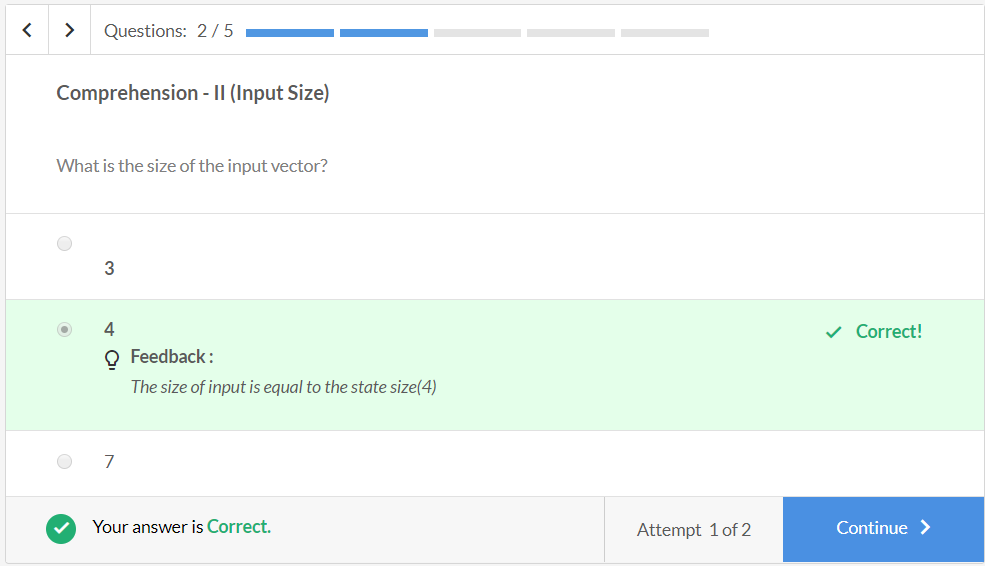 Questions: 2 / 5
Comprehension - II (Input Size)
What is the size of the input vector?
3
4
Correct!
Feedback :
The size of input is equal to the state size(4)
7
Your answer is Correct.
Attempt 1 of 2
Continue